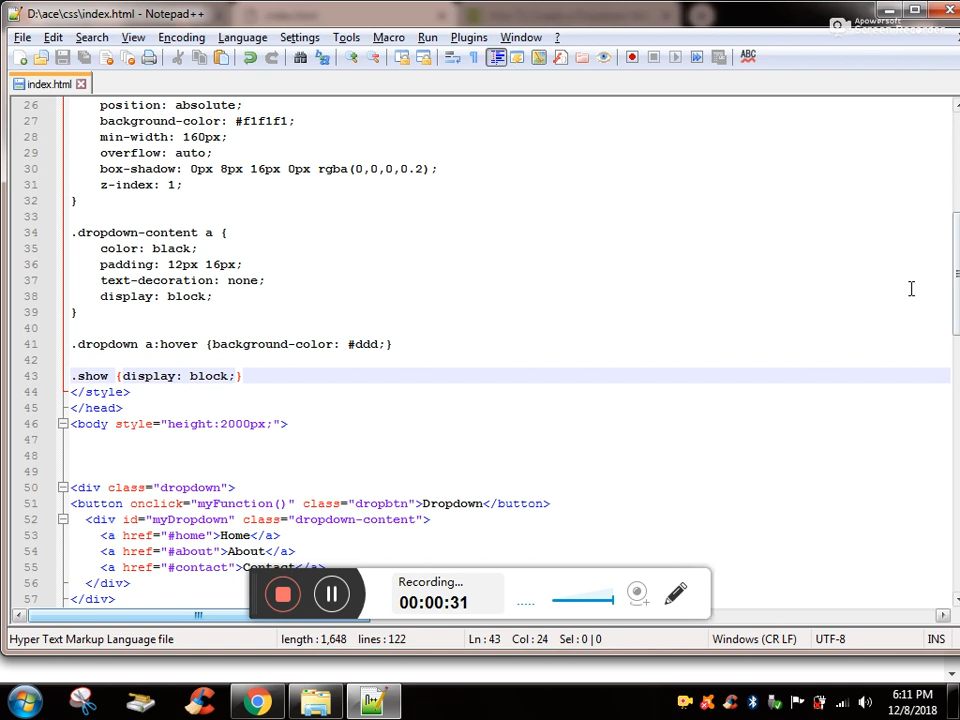 D:\ace\css\index.html - Notepad++
Apowersoft
Screen Recorder
File Edit Search View Encoding Language Settings Tools Macro Run Plugins Window ?
ABC
index.html
26 position: absolute;
27 background-color: #f1f1f1;
28 min-width: 160px;
29 overflow: auto;
30 box-shadow: 0px 8px 16px 0px rgba(0,0,0,0.2);
31 z-index: 1;
32 }
33
34 .dropdown-content a {
35 color: black;
36 padding: 12px 16px;
37 text-decoration: none;
38 display: block;
39 }
40
41 .dropdown a:hover {background-color: #ddd;}
42
43 .show {display: block;}
44 </style>
45 </head>
46 <body style="height:2000px;">
47
48
49
50 <div class="dropdown">
51 <button onclick="myFunction()" class="dropbtn">Dropdown</button>
52 <div id="myDropdown" class="dropdown-content">
53 <a href="#home">Home</a>
54 <a href="#about">About</a>
55 <a href="#contact">Contact</a>
56 </div>
57 </div>
Recording...
00:00:31
Hyper Text Markup Language file length : 1,648 lines : 122 Ln : 43 Col : 24 Sel : 0 | 0 Windows (CR LF) UTF-8 INS
6:11 PM
12/8/2018